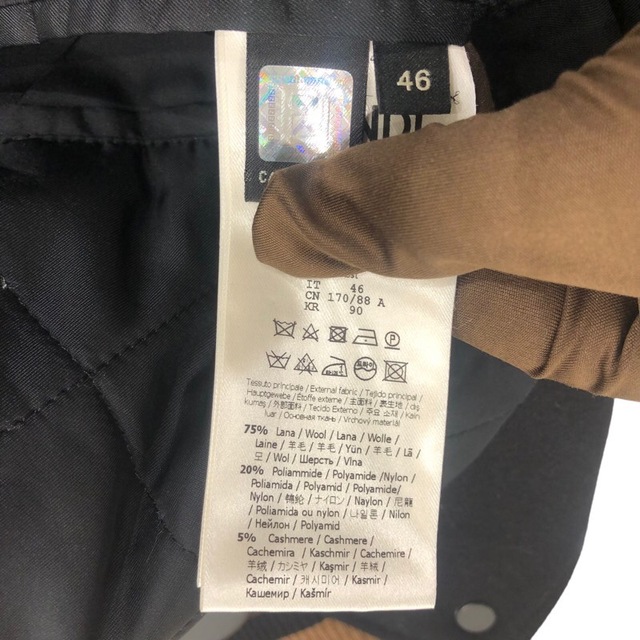 46
IT 46
CN 170/88 A
KR 90
Tessuto principale / External fabric / Tejido principal /
Hauptgewebe / Étoffe externe / 主面料 / 表生地 / dış
kumaş / 外部面料 / Tecido Externo / 주요 소재 / Kain
luar / Основная ткань / Vrchový materiál
75% Lana / Wool / Lana / Wolle /
Laine / 羊毛 / 羊毛 / Yün / 羊毛 / Lã
/ 모 / Wol / Шерсть / Vlna
20% Poliammide / Polyamide /Nylon /
Poliamida / Polyamid / Polyamide/
Naylon / 锦纶 / ナイロン / Naylon / 尼龍
/ Poliamida ou nylon / 나일론 / Nilon
/ Нейлон / Polyamid
5% Cashmere / Cashmere /
Cachemira / Kaschmir / Cachemire /
羊绒 / カシミヤ / Kaşmir / 羊絨 /
Cachemir / 캐시미어 / Kasmir /
Кашемир / Kašmír